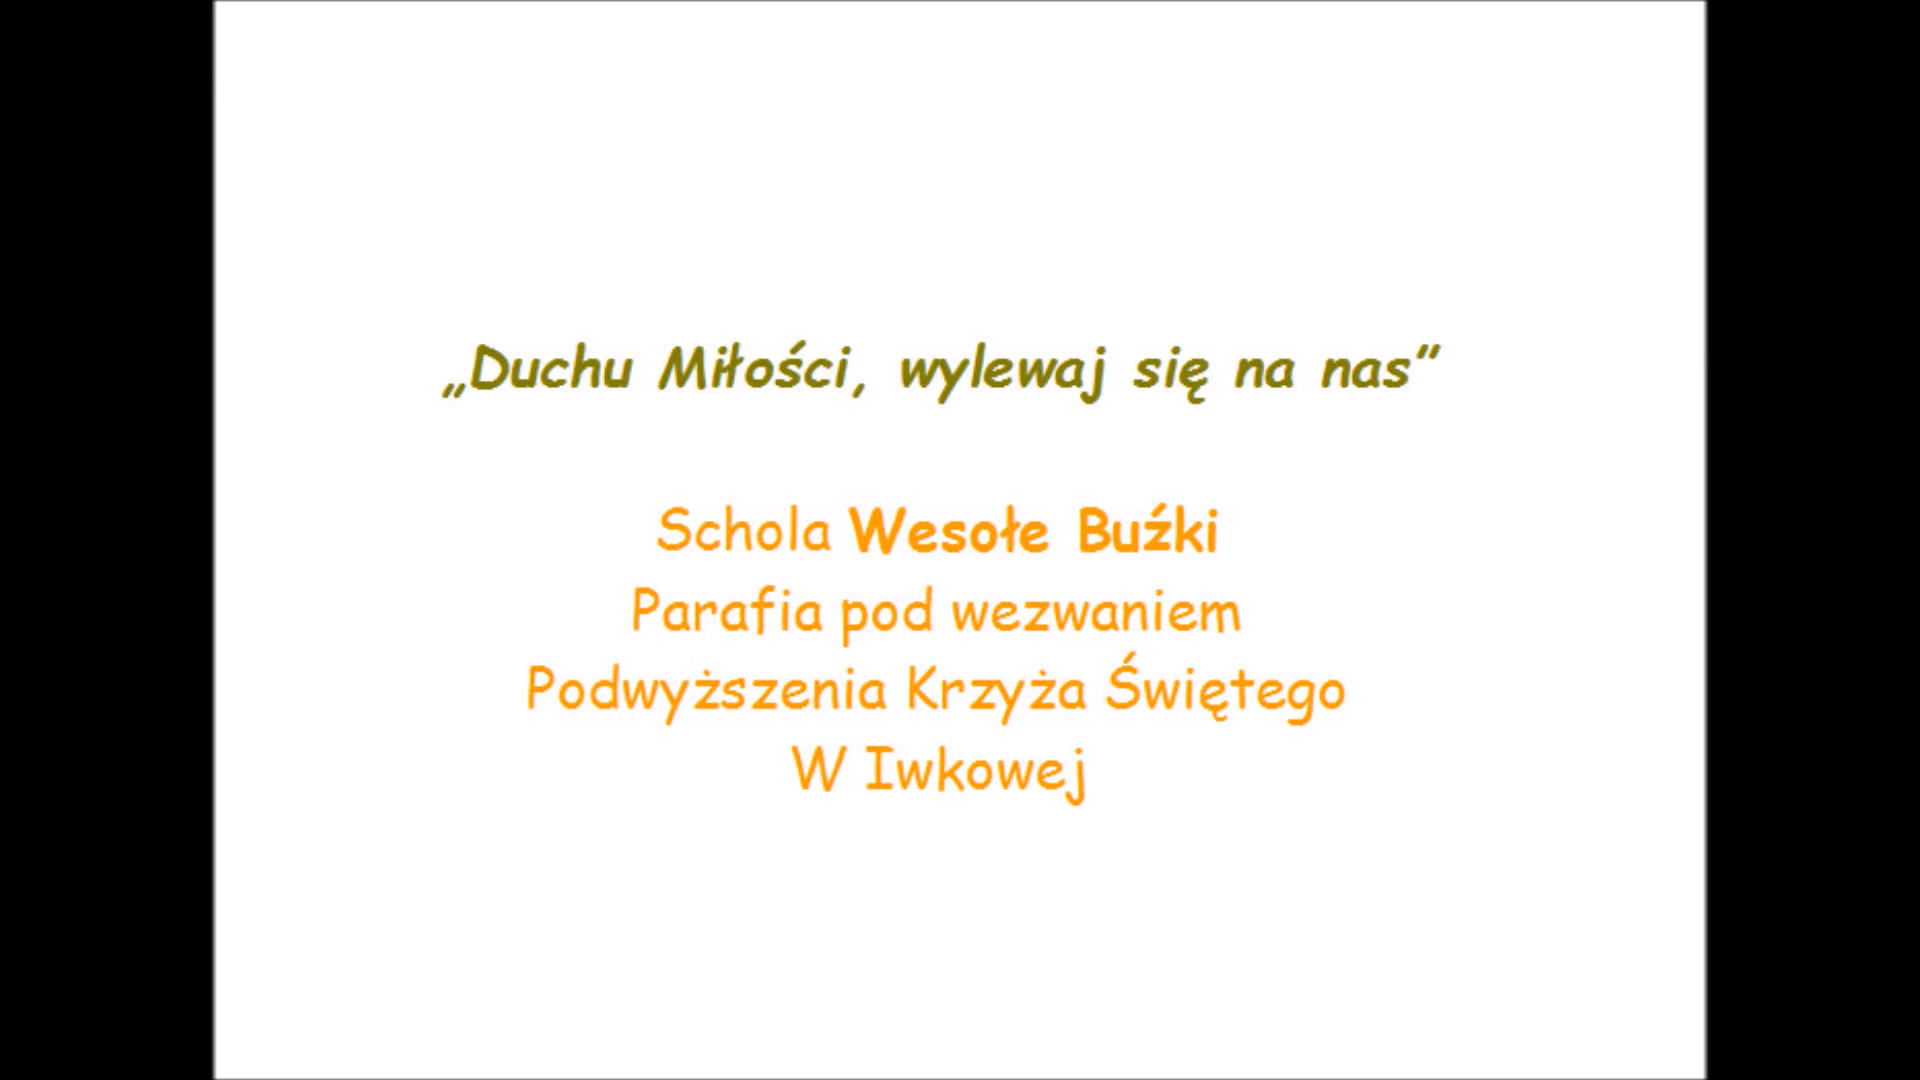 „Duchu Miłości, wylewaj się na nas”
Schola Wesołe Buźki
Parafia pod wezwaniem
Podwyższenia Krzyża Świętego
W Iwkowej